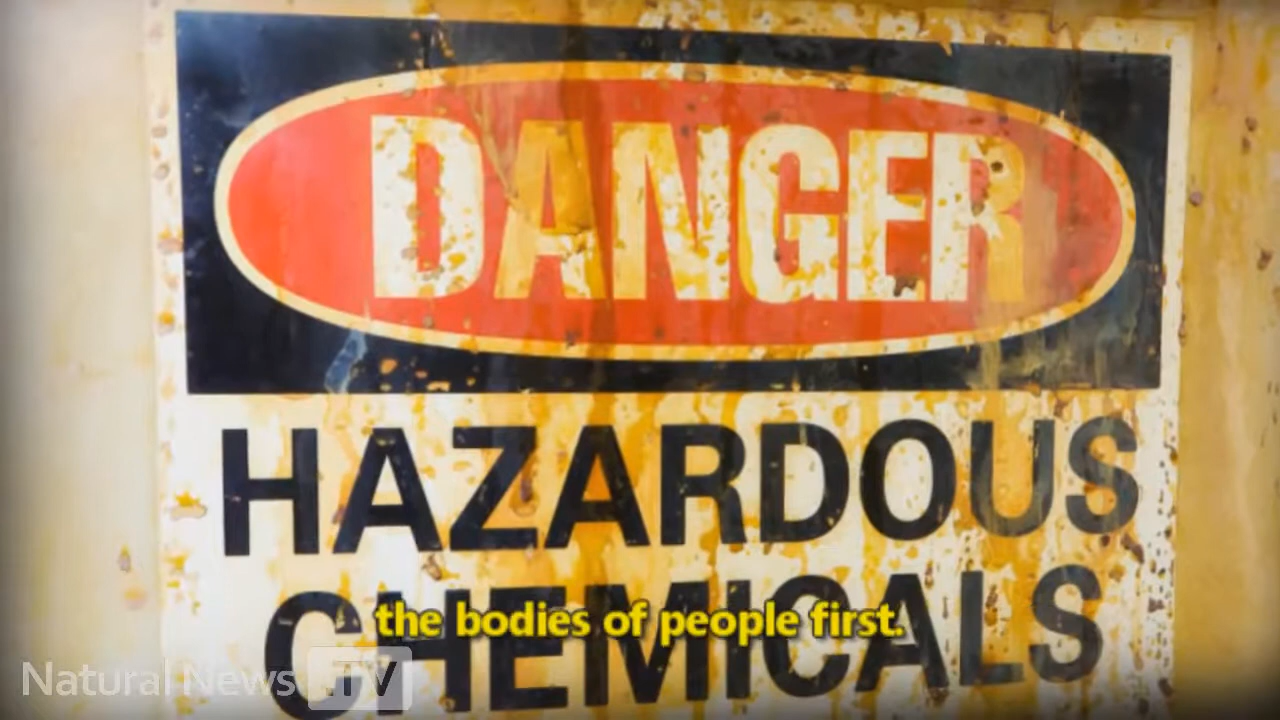 DANGER
HAZARDOUS
CHEMICALS
the bodies of people first.
Natural News.TV